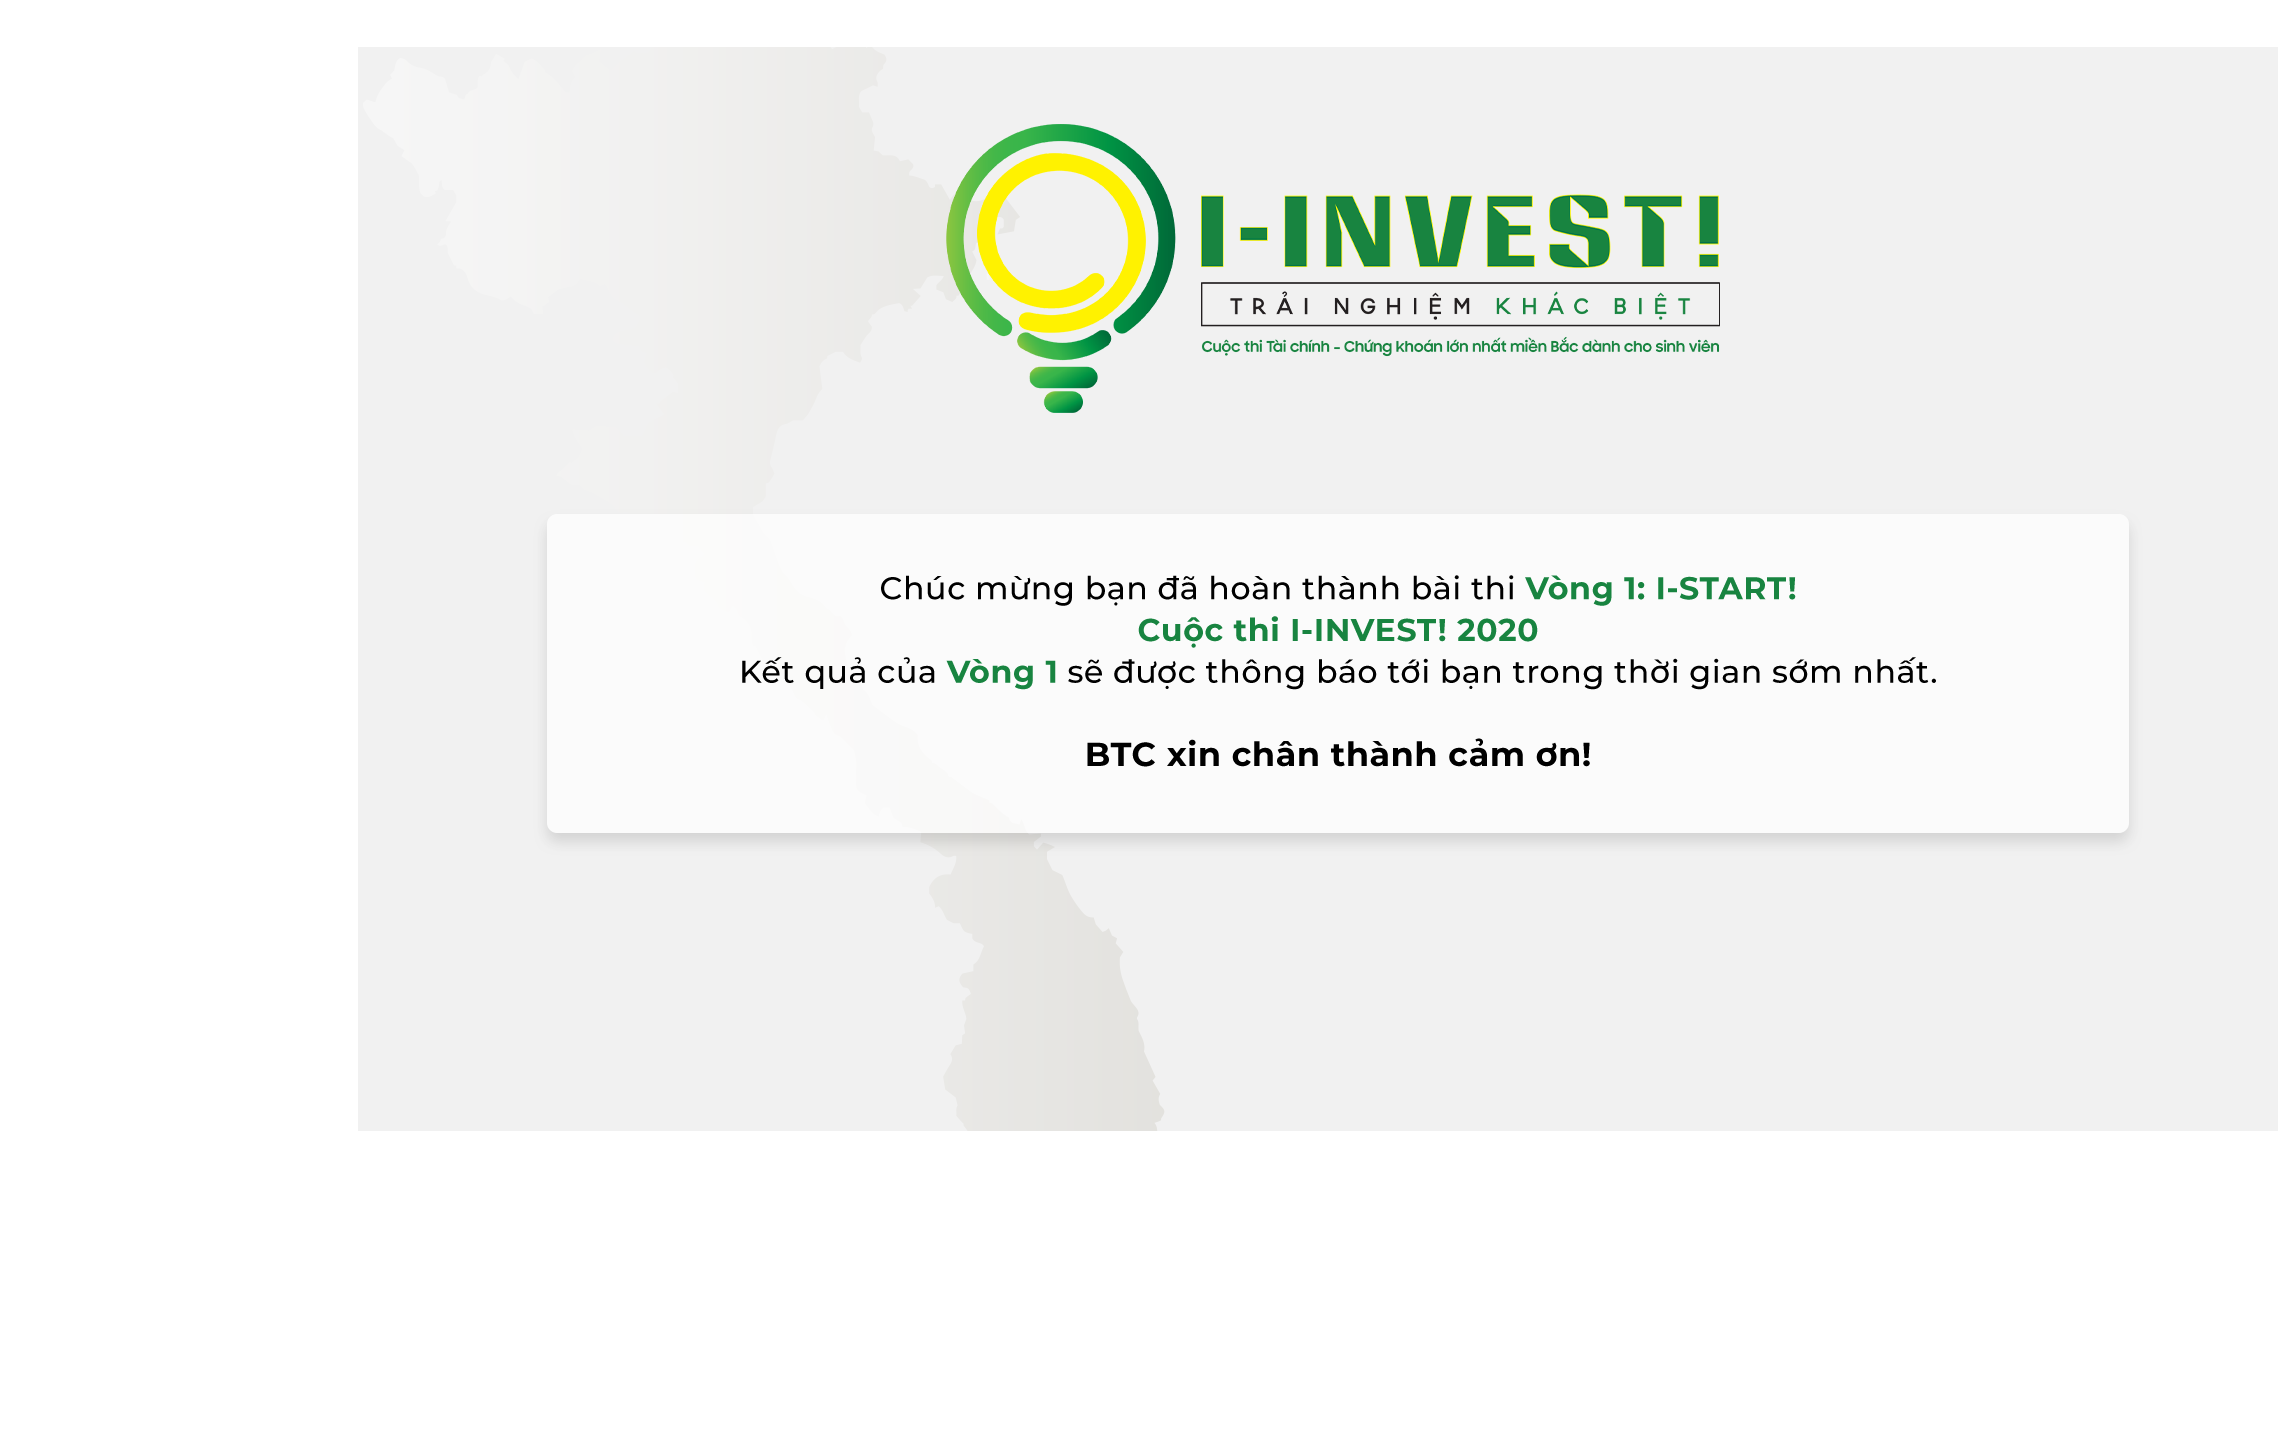 I-INVEST!
TRẢI NGHIỆM KHÁC BIỆT
Cuộc thi Tài chính - Chứng khoán lớn nhất miền Bắc dành cho sinh viên
Chúc mừng bạn đã hoàn thành bài thi Vòng 1: I-START!
Cuộc thi I-INVEST! 2020
Kết quả của Vòng 1 sẽ được thông báo tới bạn trong thời gian sớm nhất.
BTC xin chân thành cảm ơn!